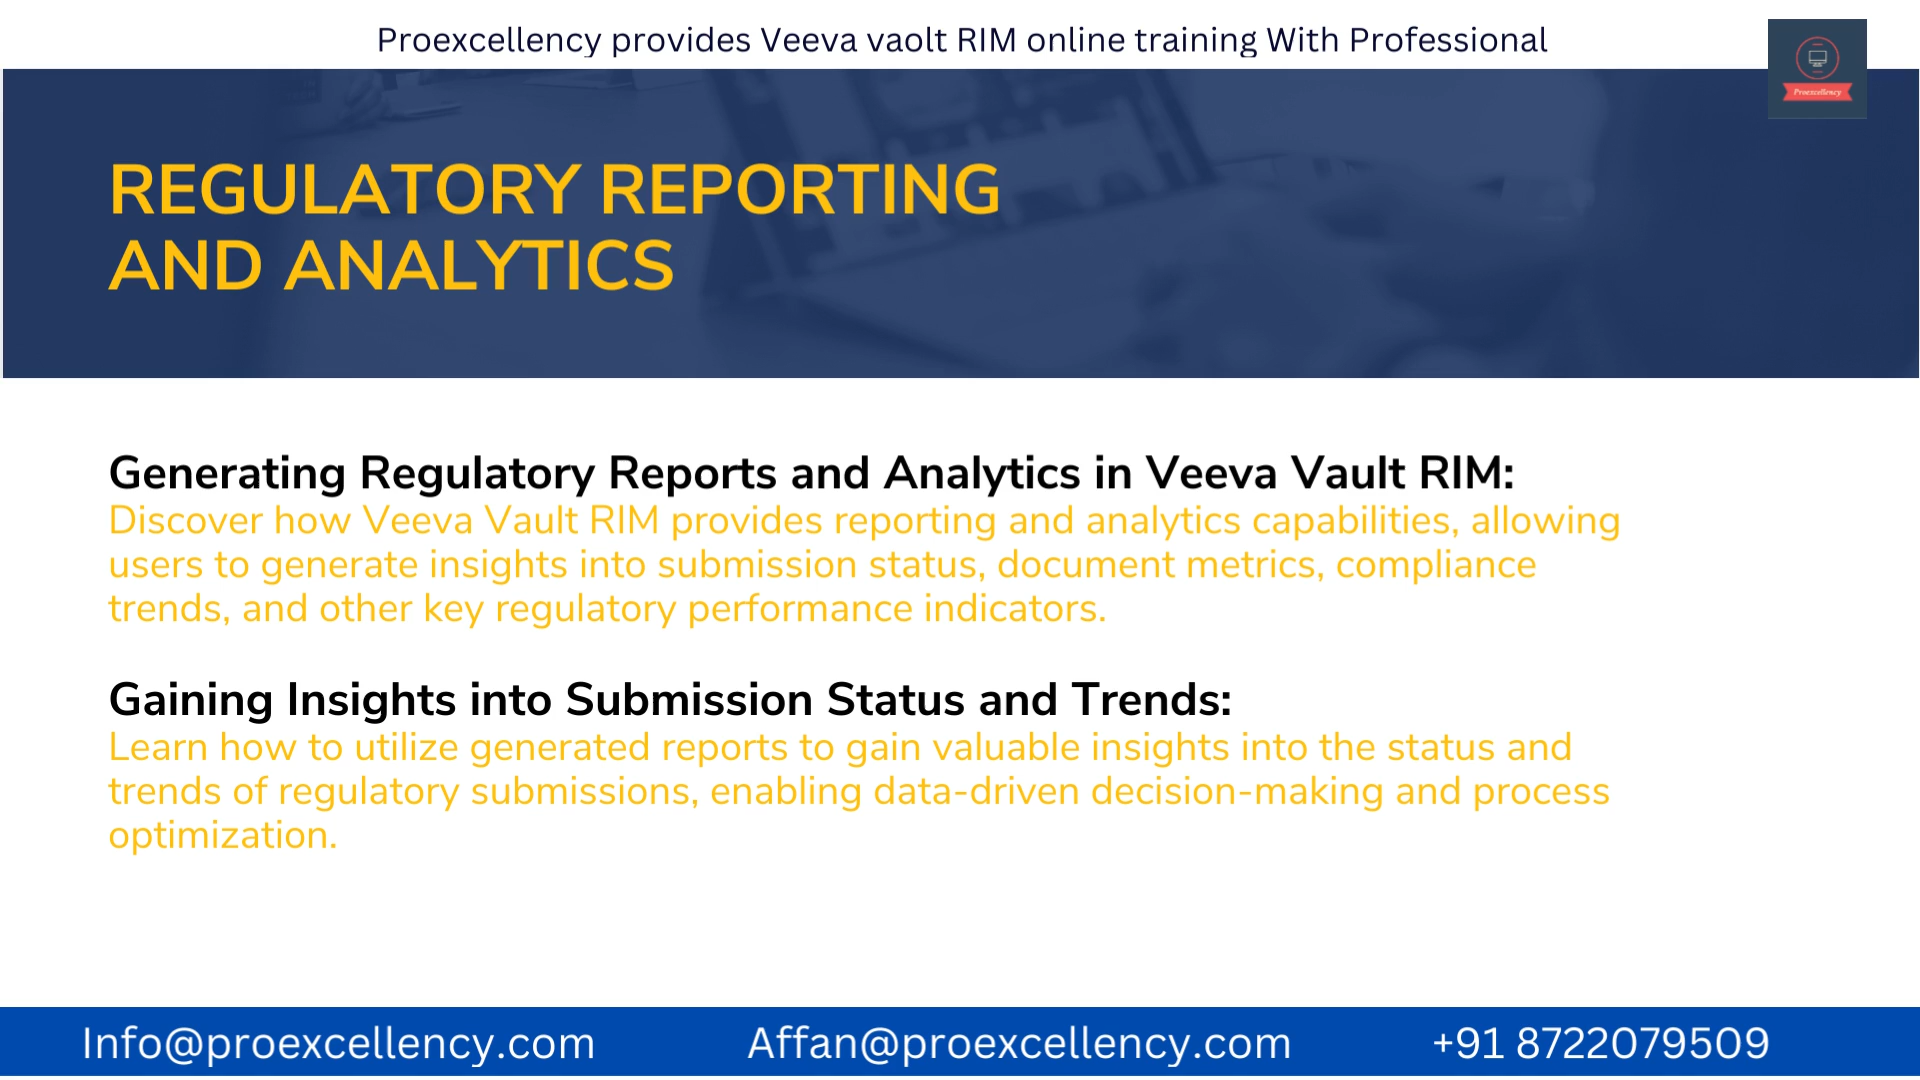 Proexcellency provides Veeva vaolt RIM online training With Professional
Proexcellency
REGULATORY REPORTING
AND ANALYTICS
Generating Regulatory Reports and Analytics in Veeva Vault RIM:
Discover how Veeva Vault RIM provides reporting and analytics capabilities, allowing
users to generate insights into submission status, document metrics, compliance
trends, and other key regulatory performance indicators.
Gaining Insights into Submission Status and Trends:
Learn how to utilize generated reports to gain valuable insights into the status and
trends of regulatory submissions, enabling data-driven decision-making and process
optimization.
Info@proexcellency.com
Affan@proexcellency.com
+91 8722079509